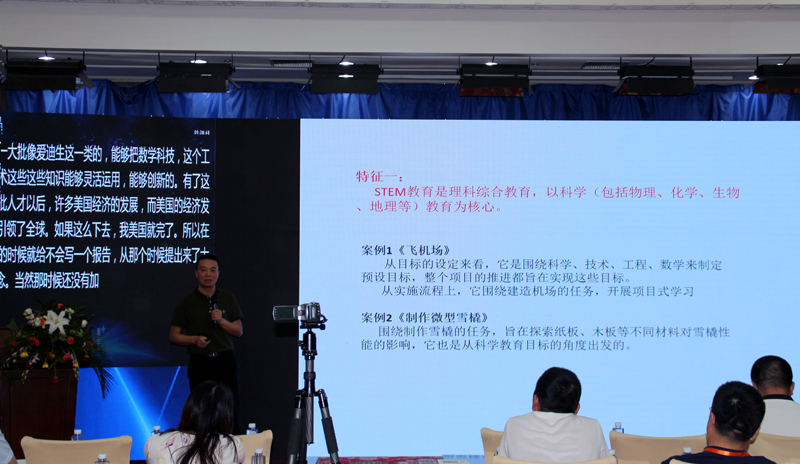 一大批像爱迪生这一类的，能够把数学科技，这个工
术这些这些知识能够灵活运用，能够创新的。有了这
批人才以后，许多美国经济的发展，而美国的经济发
引领了全球。如果这么下去，我美国就完了。所以在
的时候就给不会写一个报告，从那个时候提出来了
念。当然那时候还没有加
特征一：
STEM教育是理科综合教育，以科学（包括物理、化学、生物
、地理等）教育为核心。
案例1《飞机场》
从目标的设定来看，它是围绕科学、技术、工程、数学来制定
预设目标，整个项目的推进都旨在实现这些目标。
从实施流程上，它围绕建造机场的任务，开展项目式学习
案例2《制作微型雪橇》
围绕制作雪橇的任务，旨在探索纸板、木板等不同材料对雪橇性
能的影响，它也是从科学教育目标的角度出发的。